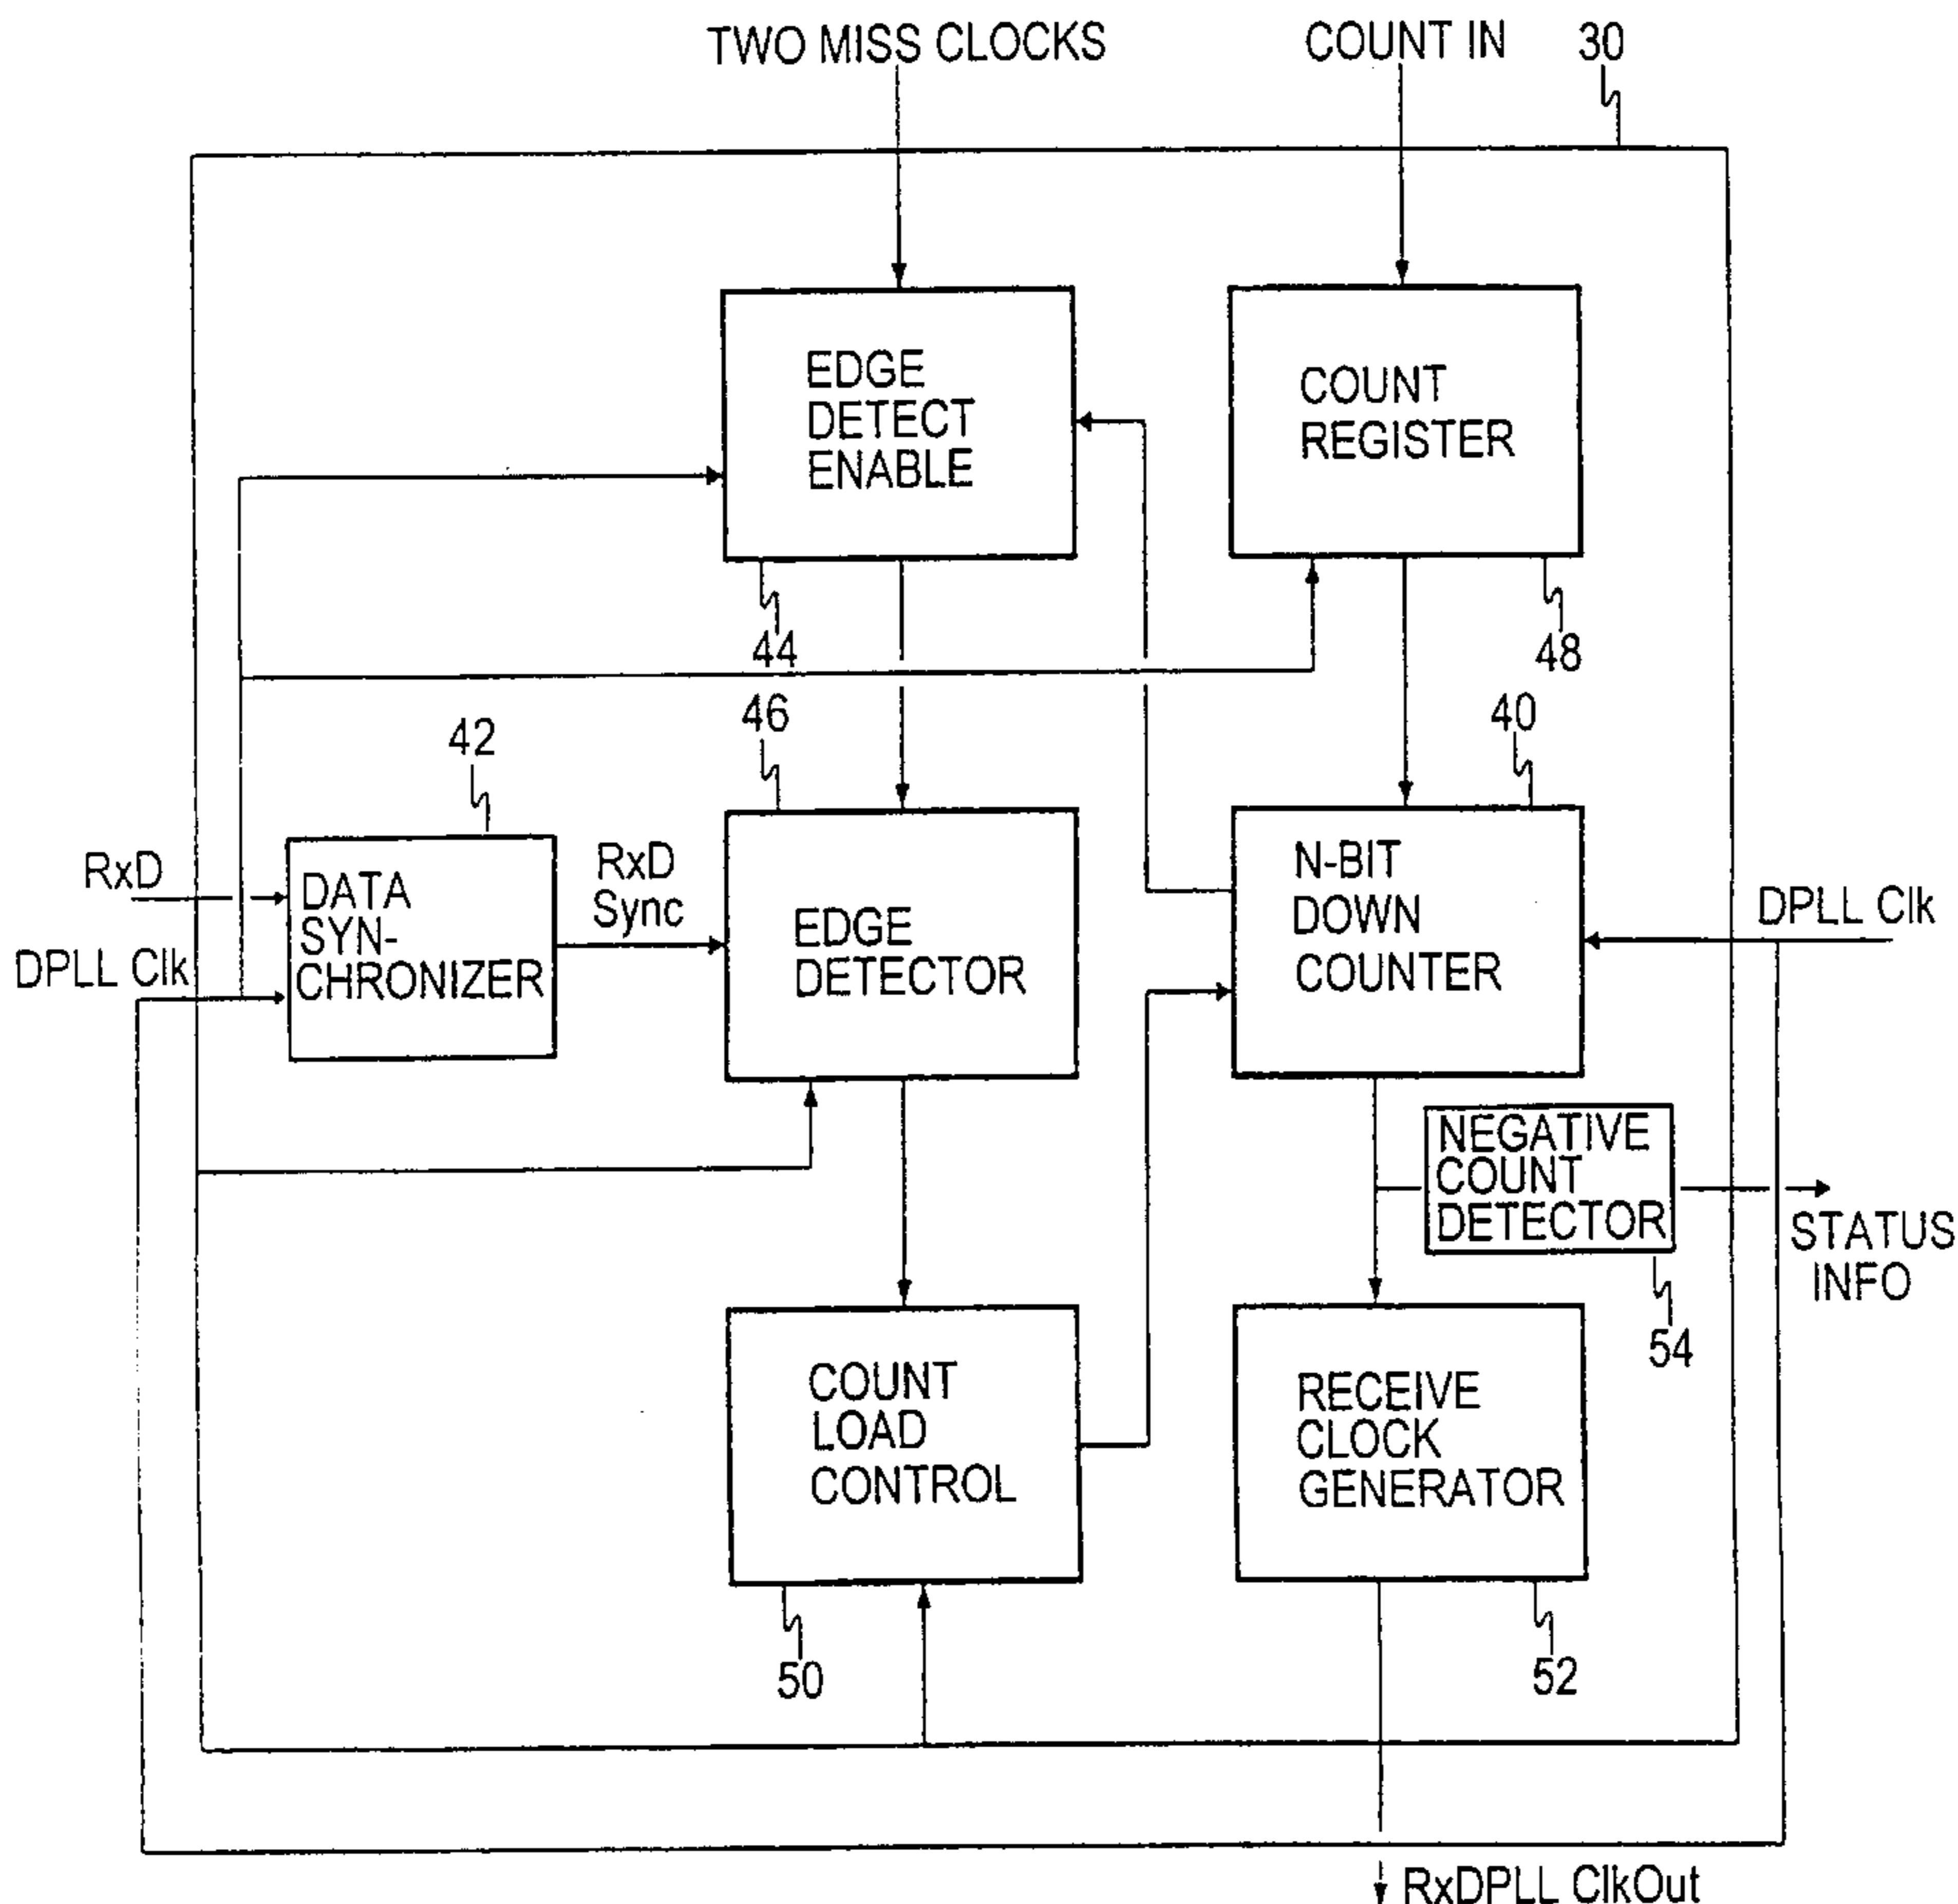 TWO MISS CLOCKS
COUNT IN
30
EDGE
DETECT
ENABLE
COUNT
REGISTER
44
48
46
40
42
RxD
DPLL Clk
DATA
SYN-
CHRONIZER
RxD
Sync
EDGE
DETECTOR
N-BIT
DOWN
COUNTER
DPLL Clk
NEGATIVE
COUNT
DETECTOR
STATUS
INFO
54
COUNT
LOAD
CONTROL
RECEIVE
CLOCK
GENERATOR
50
52
RxDPLL ClkOut